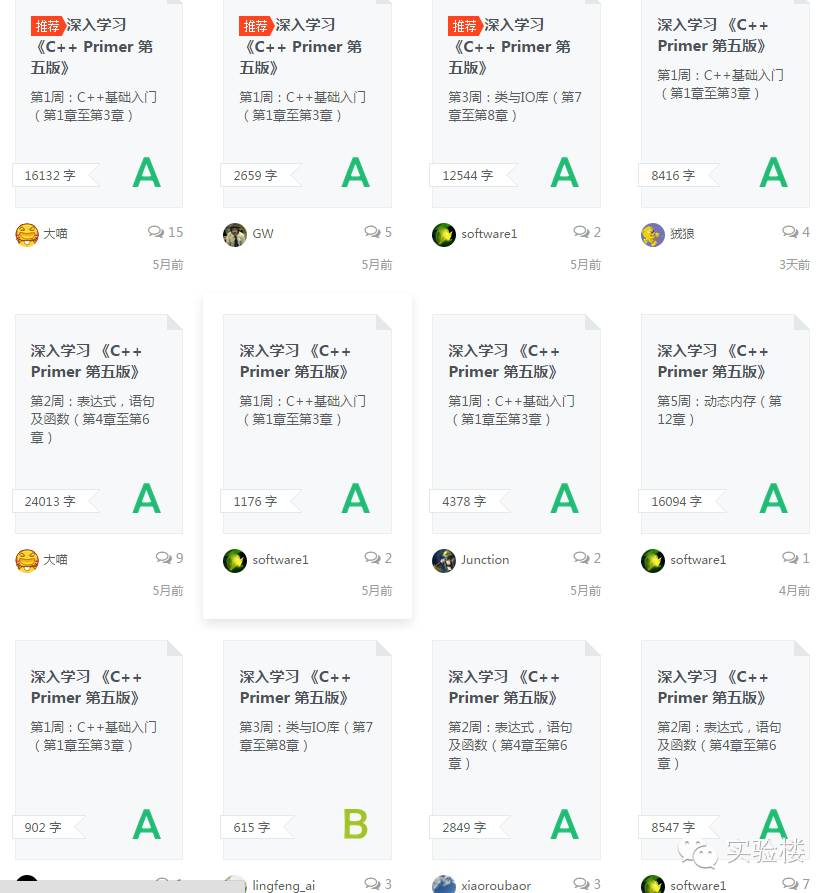 推荐 深入学习
《C++ Primer 第
五版》
第1周：C++基础入门
（第1章至第3章）
16132 字
A
大喵
15
5月前
推荐 深入学习
《C++ Primer 第
五版》
第1周：C++基础入门
（第1章至第3章）
2659 字
A
GW
5
5月前
推荐 深入学习
《C++ Primer 第
五版》
第3周：类与IO库（第7
章至第8章）
12544 字
A
software1
2
5月前
深入学习 《C++
Primer 第五版》
第1周：C++基础入门
（第1章至第3章）
8416 字
A
贼狼
4
3天前
深入学习 《C++
Primer 第五版》
第2周：表达式，语句
及函数（第4章至第6
章）
24013 字
A
大喵
9
5月前
深入学习 《C++
Primer 第五版》
第1周：C++基础入门
（第1章至第3章）
1176 字
A
software1
2
5月前
深入学习 《C++
Primer 第五版》
第1周：C++基础入门
（第1章至第3章）
4378 字
A
Junction
2
5月前
深入学习 《C++
Primer 第五版》
第5周：动态内存（第
12章）
16094 字
A
software1
1
4月前
深入学习 《C++
Primer 第五版》
第1周：C++基础入门
（第1章至第3章）
902 字
A
深入学习 《C++
Primer 第五版》
第3周：类与IO库（第7
章至第8章）
615 字
B
lingfeng_ai
3
深入学习 《C++
Primer 第五版》
第2周：表达式，语句
及函数（第4章至第6
章）
2849 字
A
xiaoroubaor
3
深入学习 《C++
Primer 第五版》
第2周：表达式，语句
及函数（第4章至第6
章）
8547 字
A
实验楼
software1
7